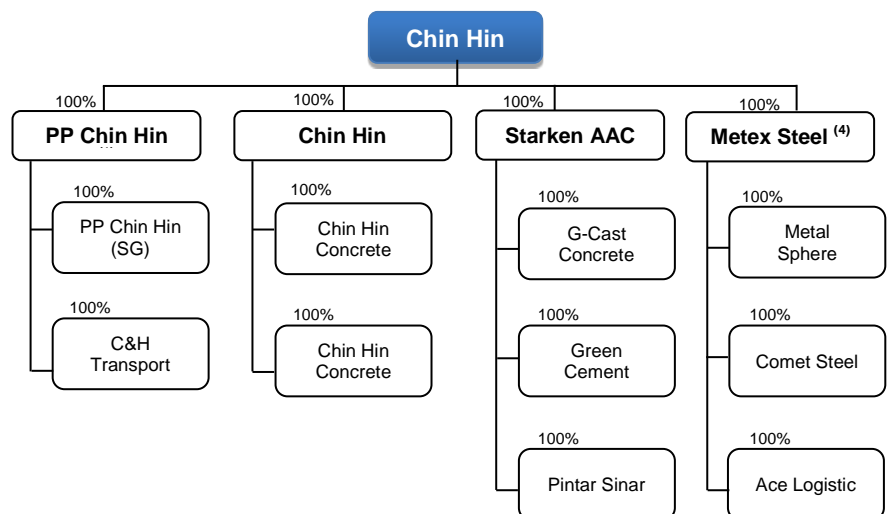 Chin Hin
100%
PP Chin Hin
100%
PP Chin Hin
(SG)
100%
C&H
Transport
100%
Chin Hin
100%
Chin Hin
Concrete
100%
Chin Hin
Concrete
100%
Starken AAC
100%
G-Cast
Concrete
100%
Green
Cement
100%
Pintar Sinar
100%
Metex Steel (4)
100%
Metal
Sphere
100%
Comet Steel
100%
Ace Logistic